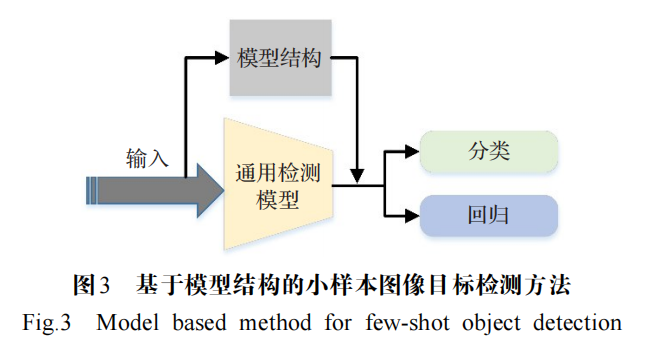 模型结构
输入
通用检测
模型
分类
回归
图3 基于模型结构的小样本图像目标检测方法
Fig.3 Model based method for few-shot object detection